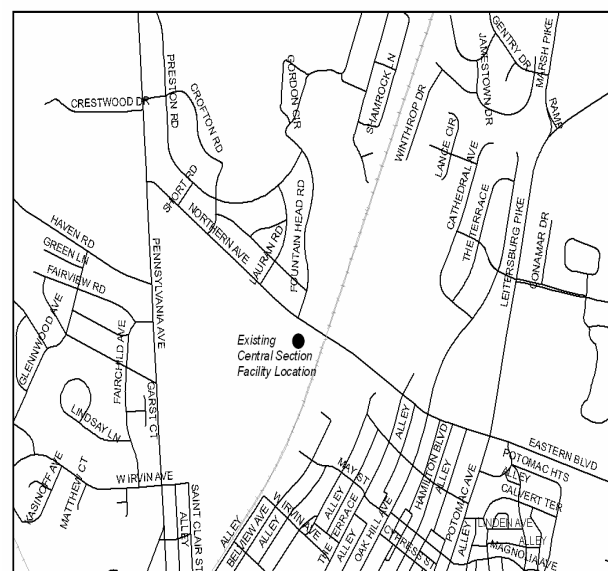 GENTRY DR
MARSH PIKE
JAMESTOWN DR
RAMP
PRESTON RD
CROFTON RD
CRESTWOOD DR
GORDON CIR
SHAMROCK LN
WINTHROP DR
LANCE CIR
CATHEDRAL AVE
THE TERRACE
LEITERSBURG PIKE
SHORT RD
NORTHERN AVE
LAURAN RD
FOUNTAIN HEAD RD
HAVEN RD
GREEN LN
FAIRVIEW RD
PENNSYLVANIA AVE
GLENNWOOD AVE
FAIRCHILD AVE
GARST CT
LINDSAY LN
Existing
Central Section
Facility Location
KASINOFF AVE
MATTHEW CT
W IRVIN AVE
SAINT CLAIR ST
ALLEY
ALLEY
BELVIEW AVE
ALLEY
W IRVIN AVE
MAY ST
THE TERRACE
ALLEY
ALLEY
OAK HILL AVE
CYPRESS ST
ALLEY
HAMILTON BLVD
ALLEY
POTOMAC AVE
ALLEY
EASTERN BLVD
POTOMAC HTS
ALLEY
CALVERT TER
LINDEN AVE
ALLEY
MAGNOLIA AVE